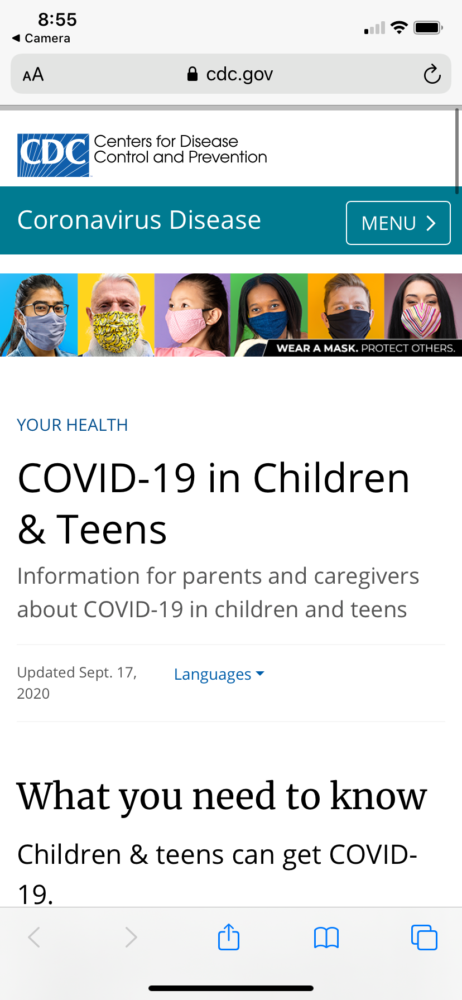 8:55
◀ Camera
AA
cdc.gov
CDC
Centers for Disease
Control and Prevention
Coronavirus Disease
MENU
WEAR A MASK. PROTECT OTHERS.
YOUR HEALTH
COVID-19 in Children
& Teens
Information for parents and caregivers
about COVID-19 in children and teens
Updated Sept. 17,
2020
Languages
What you need to know
Children & teens can get COVID-
19.